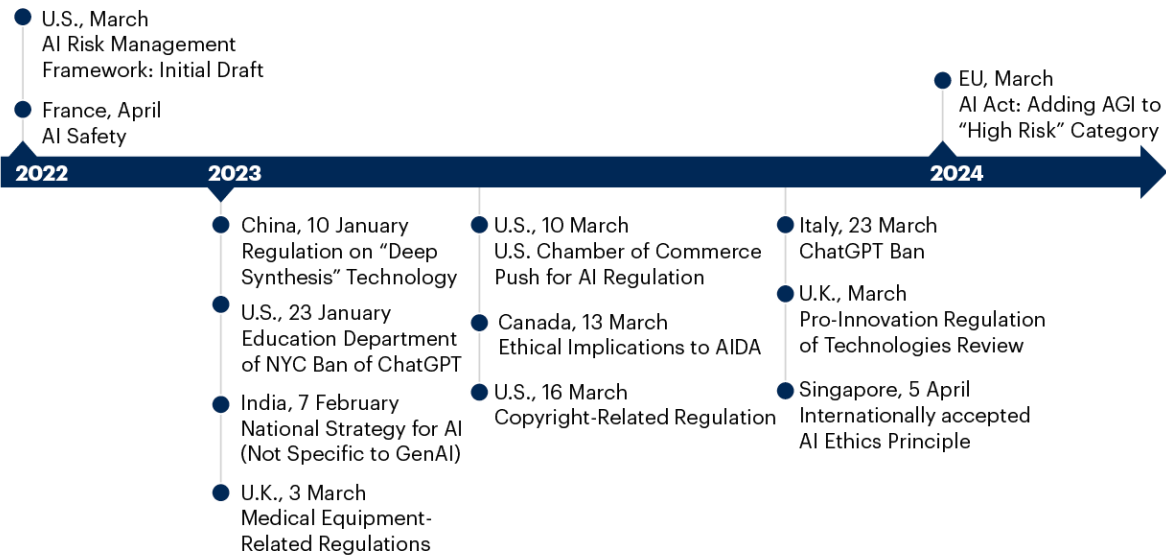 U.S., March
AI Risk Management
Framework: Initial Draft
France, April
AI Safety
EU, March
AI Act: Adding AGI to
“High Risk” Category
2022
2023
2024
China, 10 January
Regulation on “Deep
Synthesis” Technology
U.S., 23 January
Education Department
of NYC Ban of ChatGPT
India, 7 February
National Strategy for AI
(Not Specific to GenAI)
U.K., 3 March
Medical Equipment-
Related Regulations
U.S., 10 March
U.S. Chamber of Commerce
Push for AI Regulation
Canada, 13 March
Ethical Implications to AIDA
U.S., 16 March
Copyright-Related Regulation
Italy, 23 March
ChatGPT Ban
U.K., March
Pro-Innovation Regulation
of Technologies Review
Singapore, 5 April
Internationally accepted
AI Ethics Principle